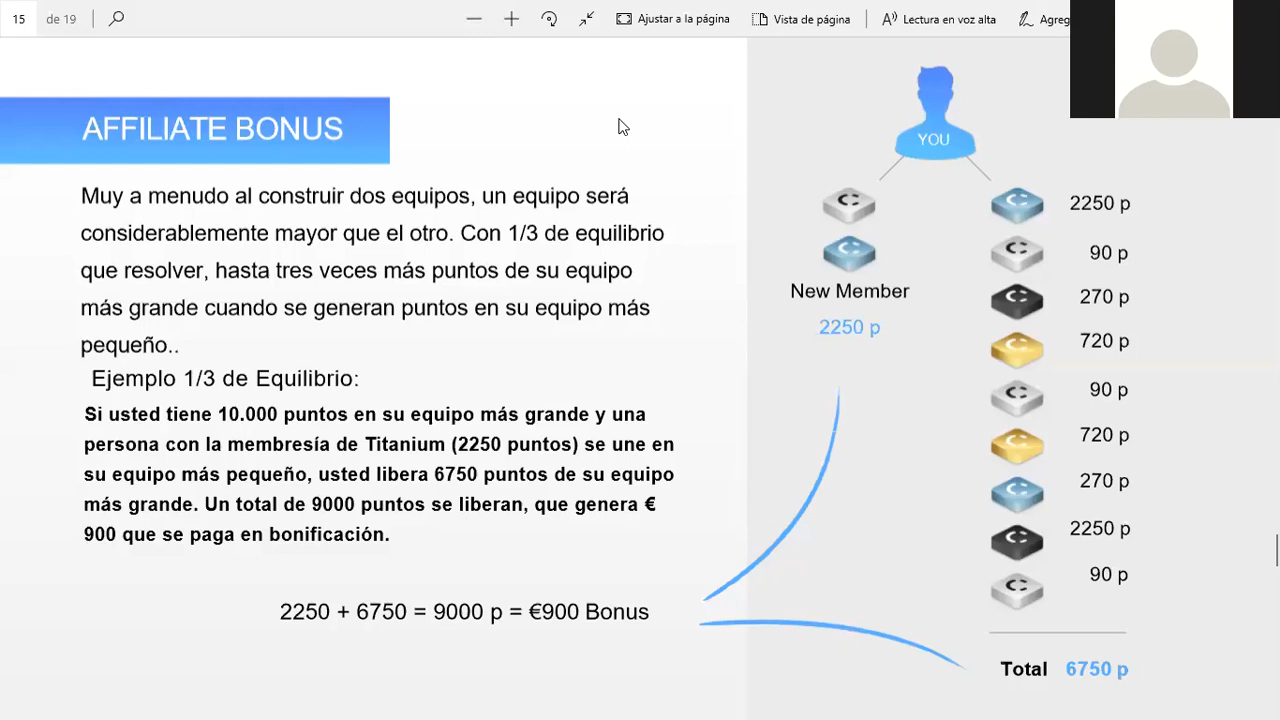 15 de 19 Ajustar a la página Vista de página Lectura en voz alta Agreg
AFFILIATE BONUS
Muy a menudo al construir dos equipos, un equipo será
considerablemente mayor que el otro. Con 1/3 de equilibrio
que resolver, hasta tres veces más puntos de su equipo
más grande cuando se generan puntos en su equipo más
pequeño..
Ejemplo 1/3 de Equilibrio:
Si usted tiene 10.000 puntos en su equipo más grande y una
persona con la membresía de Titanium (2250 puntos) se une en
su equipo más pequeño, usted libera 6750 puntos de su equipo
más grande. Un total de 9000 puntos se liberan, que genera €
900 que se paga en bonificación.
2250 + 6750 = 9000 p = €900 Bonus
YOU
New Member
2250 p
2250 p
90 p
270 p
720 p
90 p
720 p
270 p
2250 p
90 p
Total 6750 p